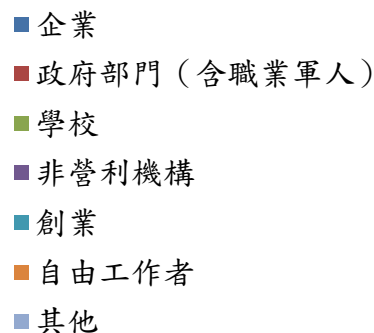 企業
政府部門（含職業軍人）
學校
非營利機構
創業
自由工作者
其他